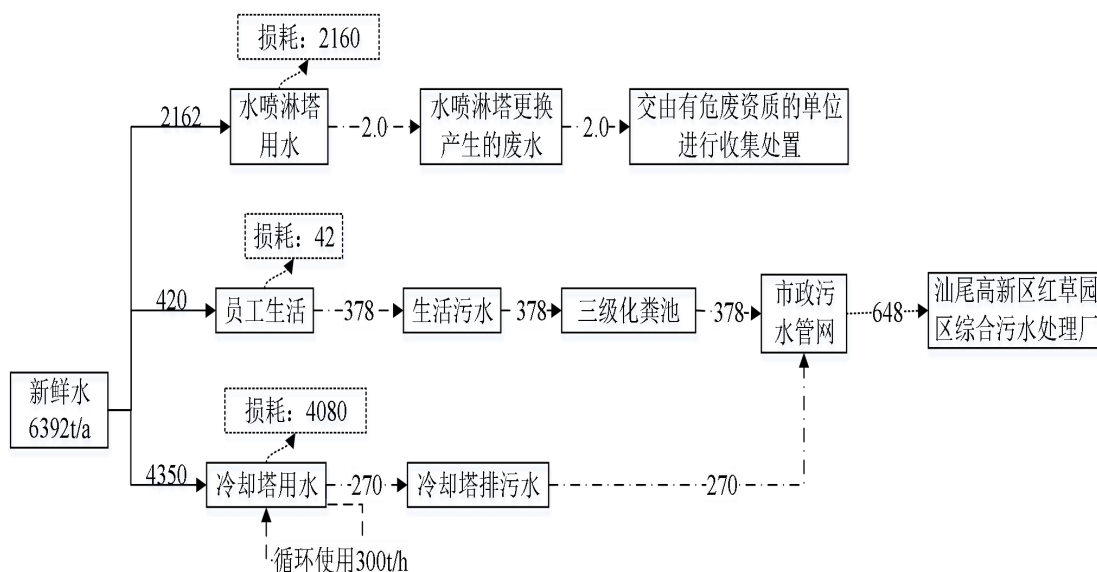 损耗：2160
2162
水喷淋塔
用水
2.0
水喷淋塔更换
产生的废水
2.0
交由有危废资质的单位
进行收集处置
损耗：42
420
员工生活
378
生活污水
378
三级化粪池
378
市政污
水管网
648
汕尾高新区红草园
区综合污水处理厂
新鲜水
6392t/a
损耗：4080
4350
冷却塔用水
270
冷却塔排污水
270
循环使用300t/h